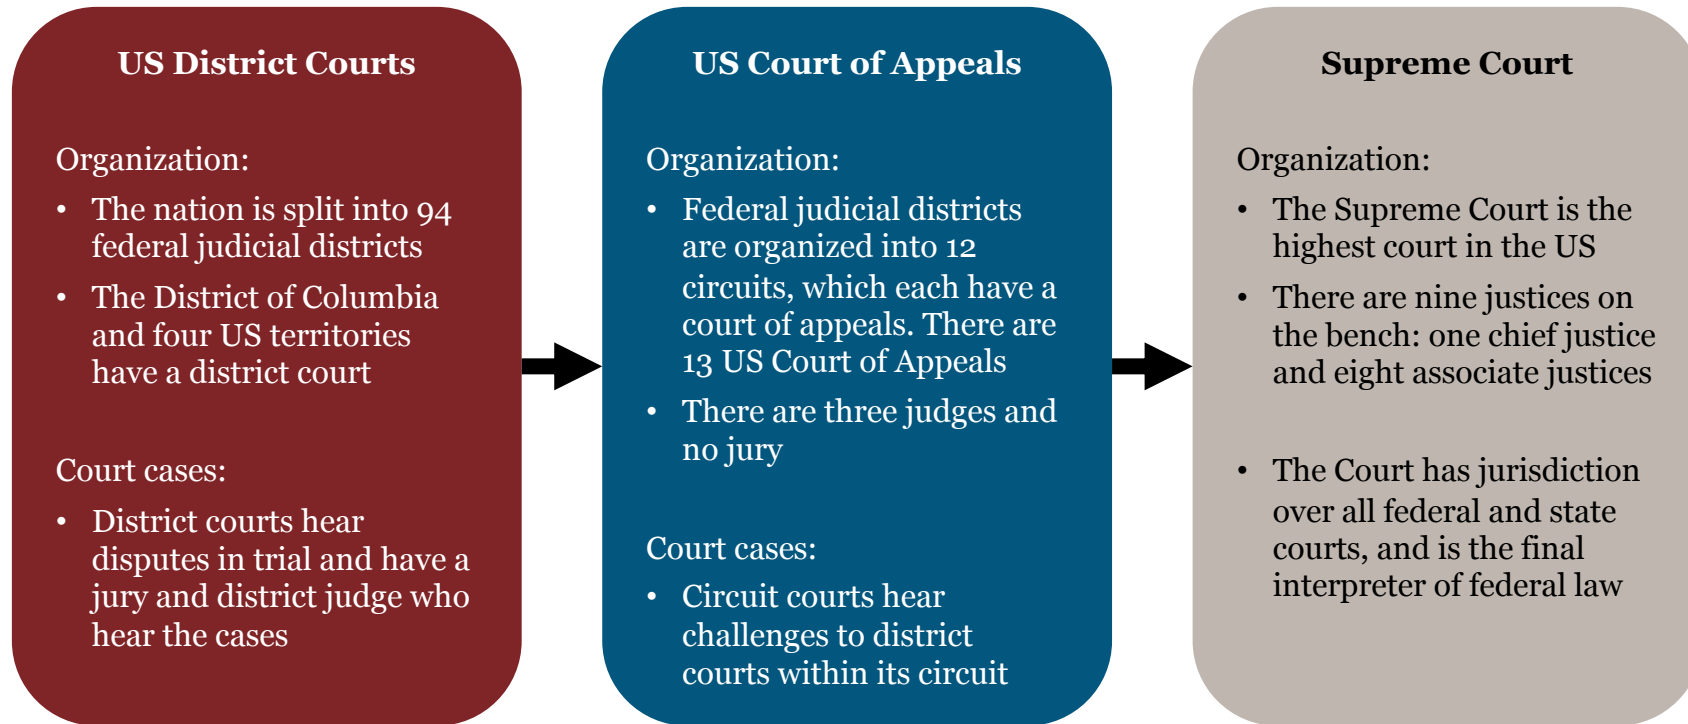 US District Courts
Organization:
• The nation is split into 94
federal judicial districts
• The District of Columbia
and four US territories
have a district court
Court cases:
• District courts hear
disputes in trial and have a
jury and district judge who
hear the cases
US Court of Appeals
Organization:
• Federal judicial districts
are organized into 12
circuits, which each have a
court of appeals. There are
13 US Court of Appeals
• There are three judges and
no jury
Court cases:
• Circuit courts hear
challenges to district
courts within its circuit
Supreme Court
Organization:
• The Supreme Court is the
highest court in the US
• There are nine justices on
the bench: one chief justice
and eight associate justices
• The Court has jurisdiction
over all federal and state
courts, and is the final
interpreter of federal law